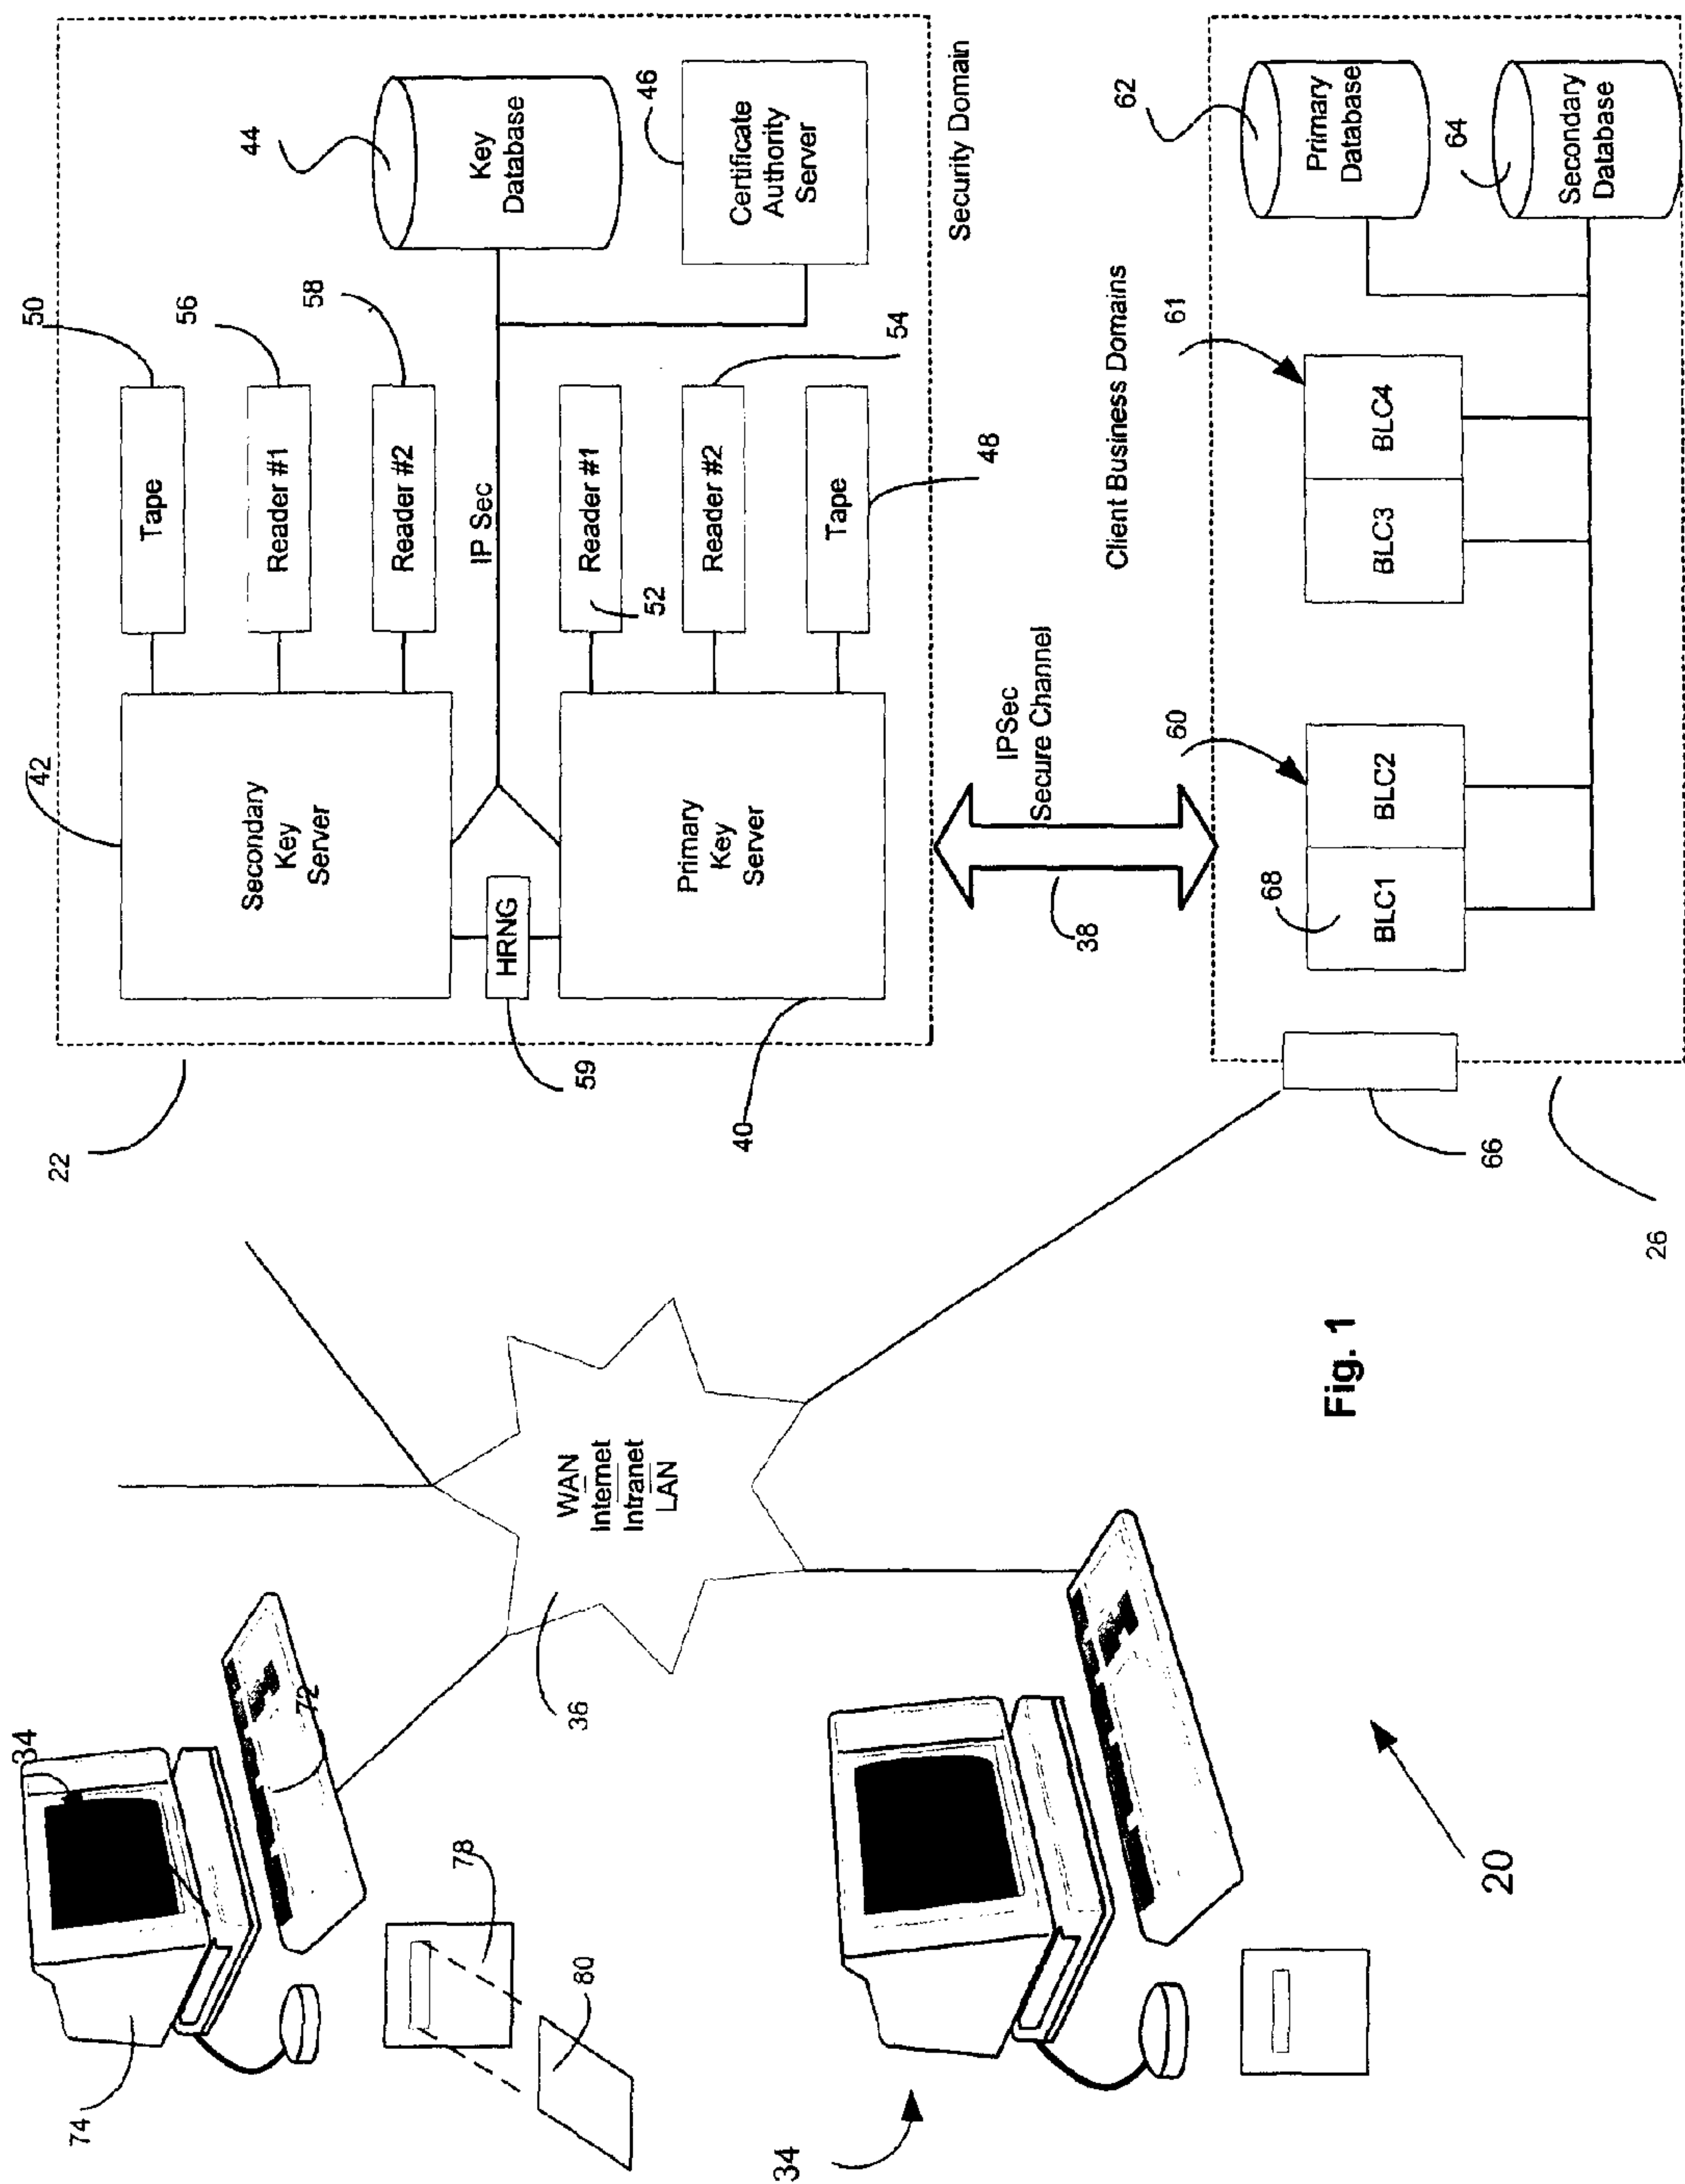 22
42
Secondary
Key
Server
50
Tape
56
Reader #1
58
Reader #2
44
Key
Database
46
Certificate
Authority
Server
IP Sec
HRNG
59
Primary
Key
Server
40
Reader #1
52
Reader #2
54
Tape
48
Security Domain
IPSec
Secure Channel
38
Client Business Domains
60
61
68
BLC1
BLC2
BLC3
BLC4
62
Primary
Database
64
Secondary
Database
66
26
WAN
Internet
Intranet
LAN
36
34
72
74
78
80
34
20
Fig. 1